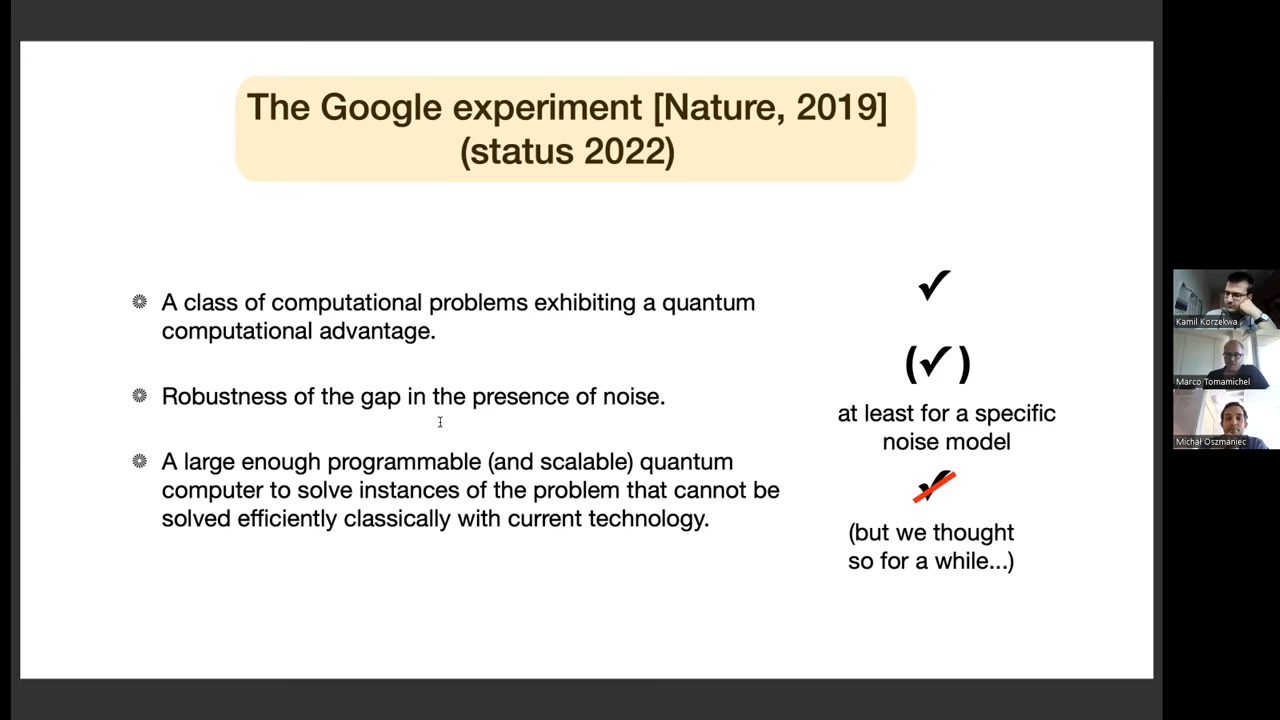 The Google experiment [Nature, 2019]
(status 2022)
A class of computational problems exhibiting a quantum
computational advantage.
✓
Robustness of the gap in the presence of noise.
(✓)
at least for a specific
noise model
A large enough programmable (and scalable) quantum
computer to solve instances of the problem that cannot be
solved efficiently classically with current technology.
✓
(but we thought
so for a while...)
Kamil Korzekwa
Marco Tomamichel
Michał Oszmaniec